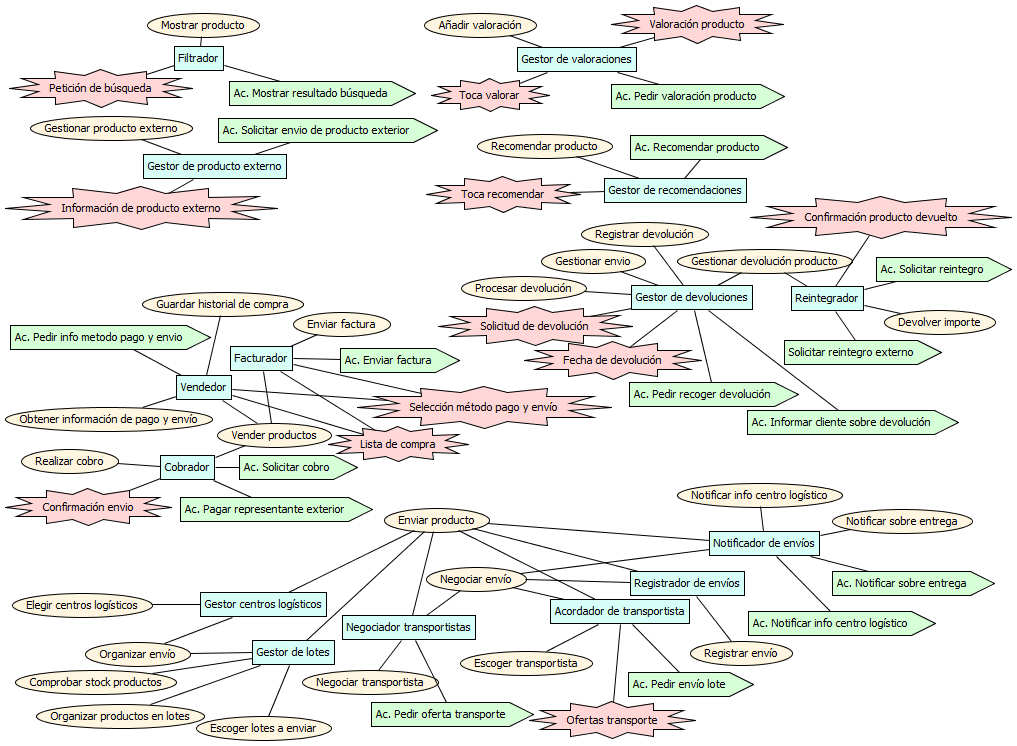 Mostrar producto
Filtrador
Petición de búsqueda
Ac. Mostrar resultado búsqueda
Gestionar producto externo
Ac. Solicitar envio de producto exterior
Gestor de producto externo
Información de producto externo
Añadir valoración
Valoración producto
Gestor de valoraciones
Toca valorar
Ac. Pedir valoración producto
Recomendar producto
Ac. Recomendar producto
Toca recomendar
Gestor de recomendaciones
Confirmación producto devuelto
Registrar devolución
Gestionar envio
Gestionar devolución producto
Ac. Solicitar reintegro
Procesar devolución
Gestor de devoluciones
Reintegrador
Solicitud de devolución
Devolver importe
Fecha de devolución
Solicitar reintegro externo
Ac. Pedir recoger devolución
Ac. Informar cliente sobre devolución
Guardar historial de compra
Enviar factura
Ac. Pedir info metodo pago y envio
Facturador
Ac. Enviar factura
Vendedor
Selección método pago y envío
Obtener información de pago y envío
Vender productos
Lista de compra
Realizar cobro
Cobrador
Ac. Solicitar cobro
Confirmación envio
Ac. Pagar representante exterior
Notificar info centro logístico
Enviar producto
Notificar sobre entrega
Notificador de envíos
Negociar envío
Registrador de envíos
Ac. Notificar sobre entrega
Elegir centros logísticos
Gestor centros logísticos
Acordador de transportista
Negociador transportistas
Ac. Notificar info centro logístico
Organizar envío
Gestor de lotes
Escoger transportista
Registrar envío
Comprobar stock productos
Negociar transportista
Ac. Pedir envío lote
Organizar productos en lotes
Escoger lotes a enviar
Ac. Pedir oferta transporte
Ofertas transporte